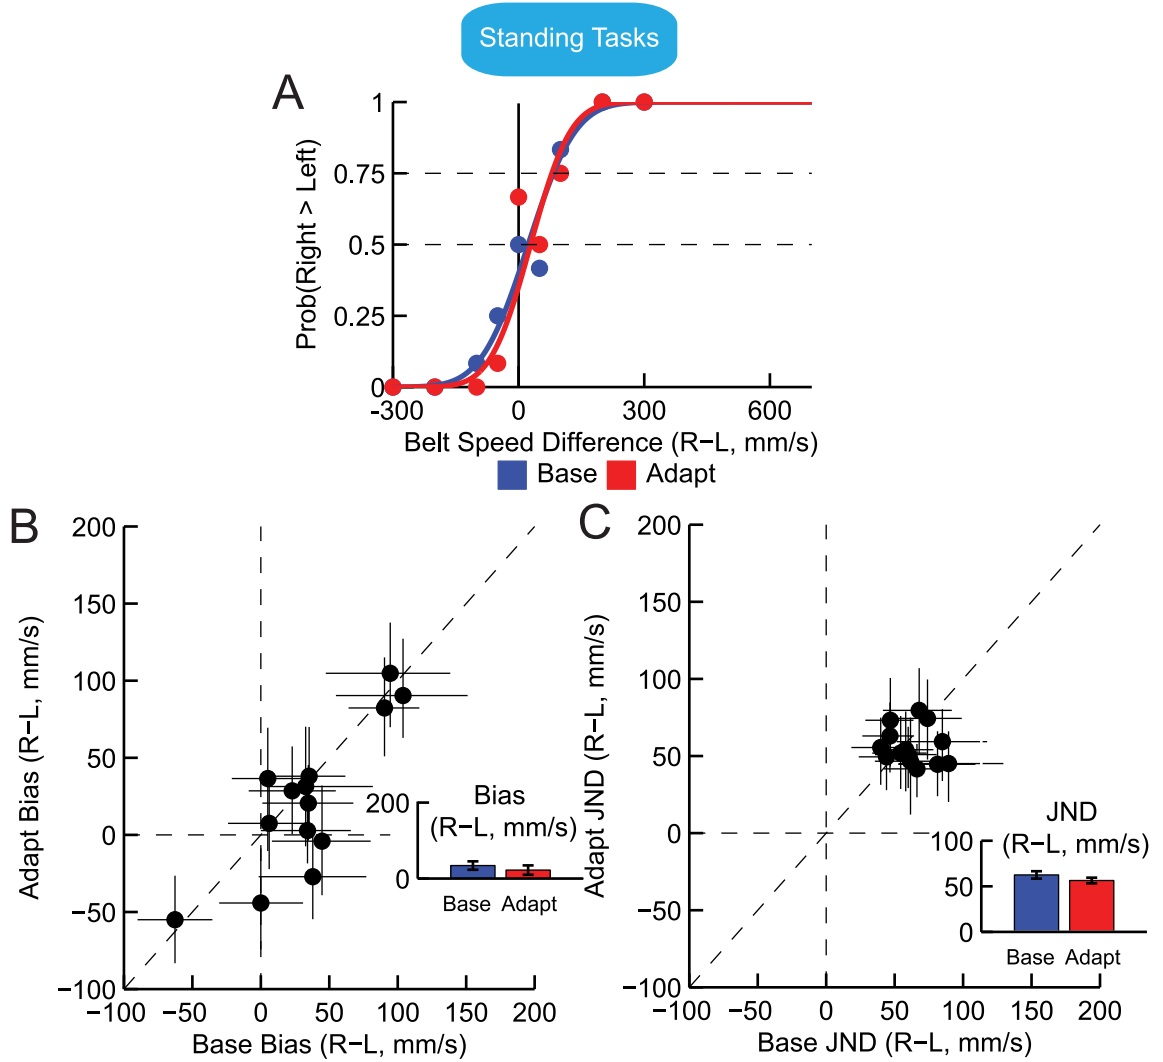 Standing Tasks
A
Prob(Right > Left)
1
0.75
0.5
0.25
0
-300
0
300
600
Belt Speed Difference (R−L, mm/s)
Base
Adapt
B
Adapt Bias (R−L, mm/s)
200
150
100
50
0
−50
−100
−100
−50
0
50
100
150
200
Base Bias (R−L, mm/s)
Bias
(R−L, mm/s)
200
0
Base
Adapt
C
Adapt JND (R−L, mm/s)
200
150
100
50
0
−50
−100
−100
−50
0
50
100
150
200
Base JND (R−L, mm/s)
JND
(R−L, mm/s)
100
50
0
Base
Adapt